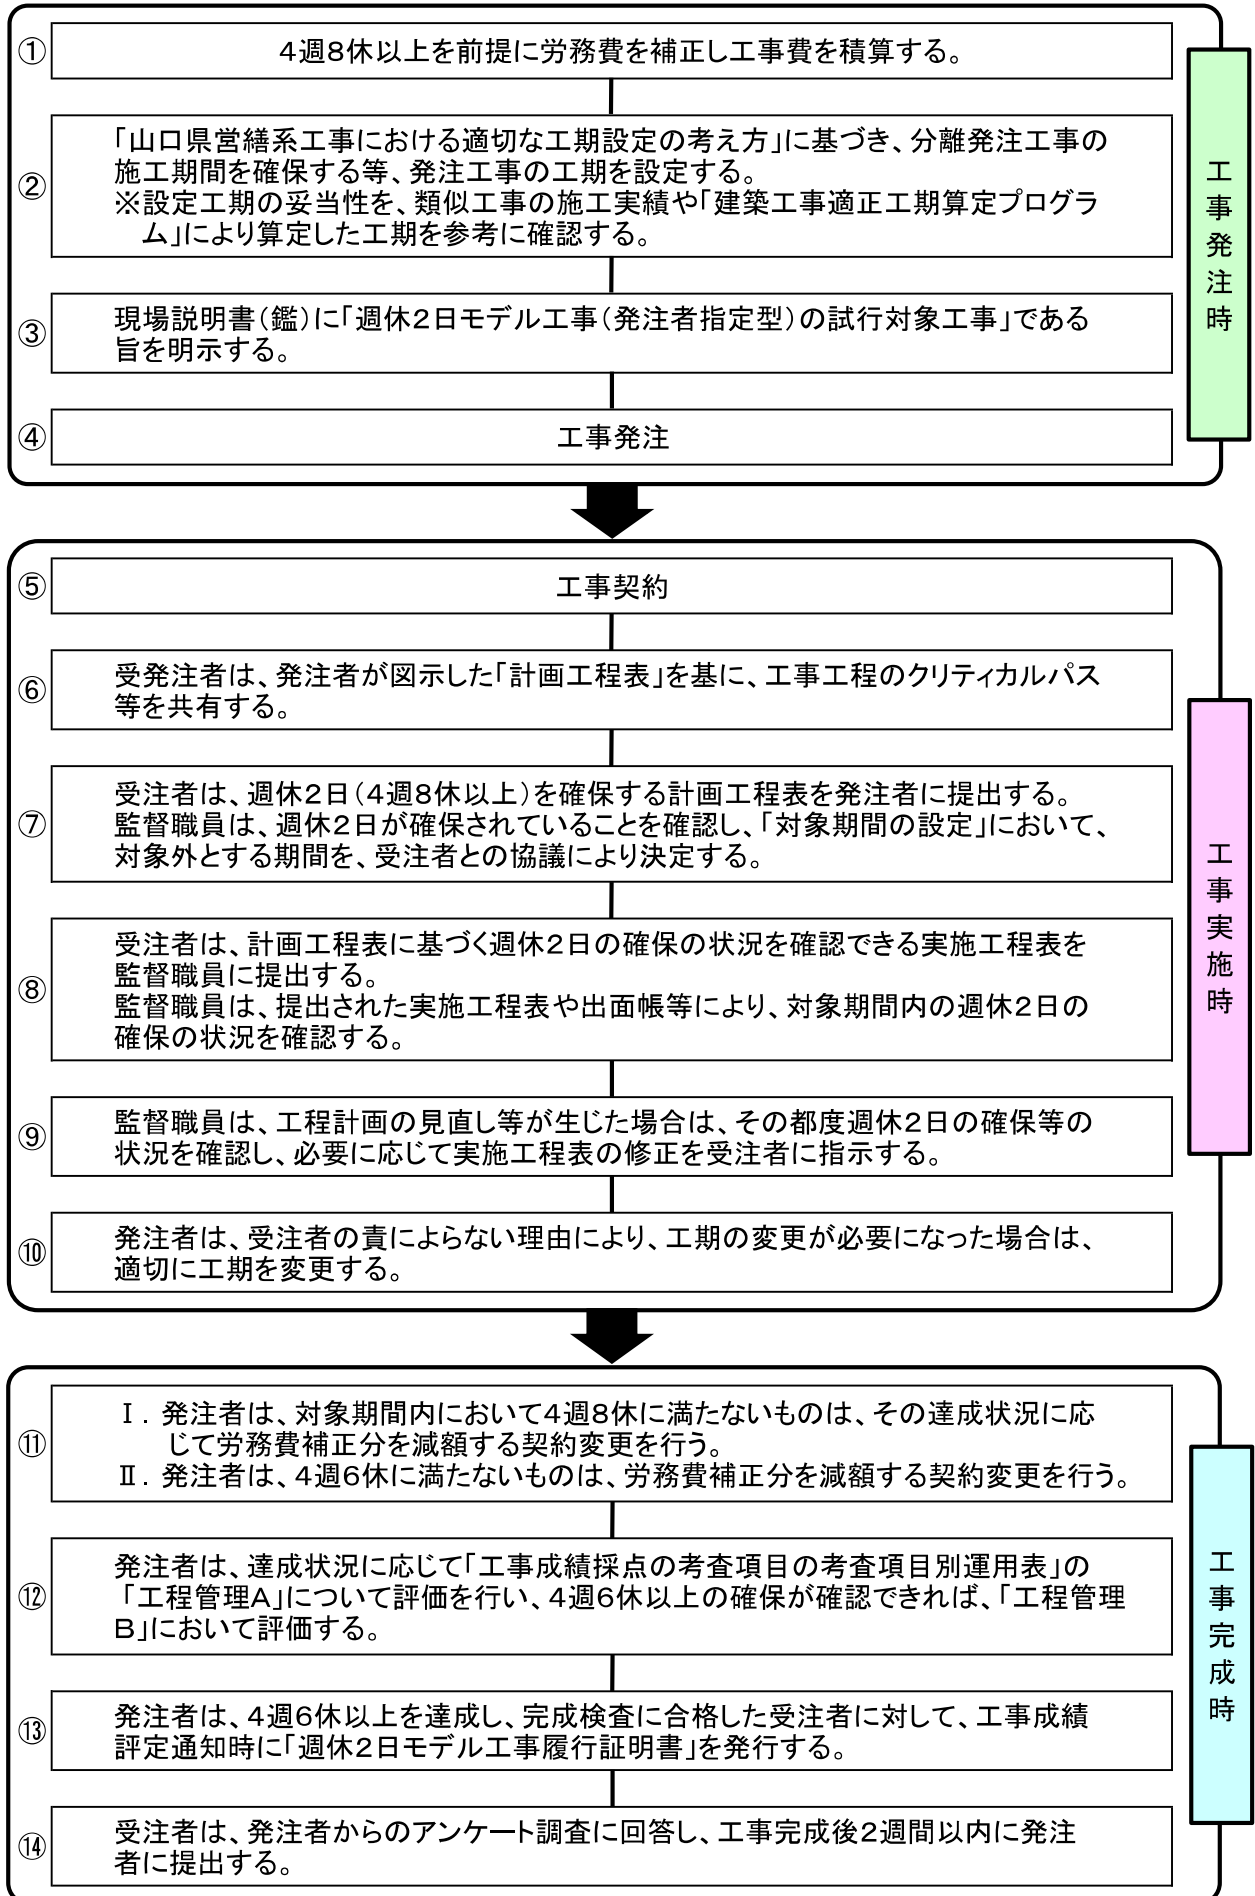 ①
４週８休以上を前提に労務費を補正し工事費を積算する。
②
「山口県営繕系工事における適切な工期設定の考え方」に基づき、分離発注工事の
施工期間を確保する等、発注工事の工期を設定する。
※設定工期の妥当性を、類似工事の施工実績や「建築工事適正工期算定プログラ
ム」により算定した工期を参考に確認する。
③
現場説明書（鑑）に「週休２日モデル工事（発注者指定型）の試行対象工事」である
旨を明示する。
④
工事発注
工事発注時
⑤
工事契約
⑥
受発注者は、発注者が図示した「計画工程表」を基に、工事工程のクリティカルパス
等を共有する。
⑦
受注者は、週休２日（４週８休以上）を確保する計画工程表を発注者に提出する。
監督職員は、週休２日が確保されていることを確認し、「対象期間の設定」において、
対象外とする期間を、受注者との協議により決定する。
⑧
受注者は、計画工程表に基づく週休２日の確保の状況を確認できる実施工程表を
監督職員に提出する。
監督職員は、提出された実施工程表や出面帳等により、対象期間内の週休２日の
確保の状況を確認する。
⑨
監督職員は、工程計画の見直し等が生じた場合は、その都度週休２日の確保等の
状況を確認し、必要に応じて実施工程表の修正を受注者に指示する。
⑩
発注者は、受注者の責によらない理由により、工期の変更が必要になった場合は、
適切に工期を変更する。
工事実施時
⑪
Ⅰ．発注者は、対象期間内において４週８休に満たないものは、その達成状況に応
じて労務費補正分を減額する契約変更を行う。
Ⅱ．発注者は、４週６休に満たないものは、労務費補正分を減額する契約変更を行う。
⑫
発注者は、達成状況に応じて「工事成績採点の考査項目の考査項目別運用表」の
「工程管理Ａ」について評価を行い、４週６休以上の確保が確認できれば、「工程管理
Ｂ」において評価する。
⑬
発注者は、４週６休以上を達成し、完成検査に合格した受注者に対して、工事成績
評定通知時に「週休２日モデル工事履行証明書」を発行する。
⑭
受注者は、発注者からのアンケート調査に回答し、工事完成後２週間以内に発注
者に提出する。
工事完成時